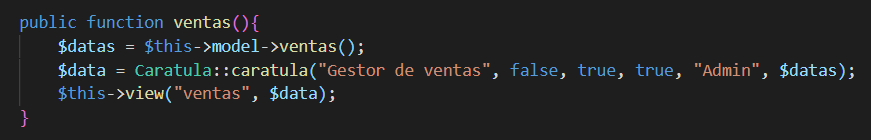 public function ventas(){
    $datas = $this->model->ventas();
    $data = Caratula::caratula("Gestor de ventas", false, true, true, "Admin", $datas);
    $this->view("ventas", $data);
}